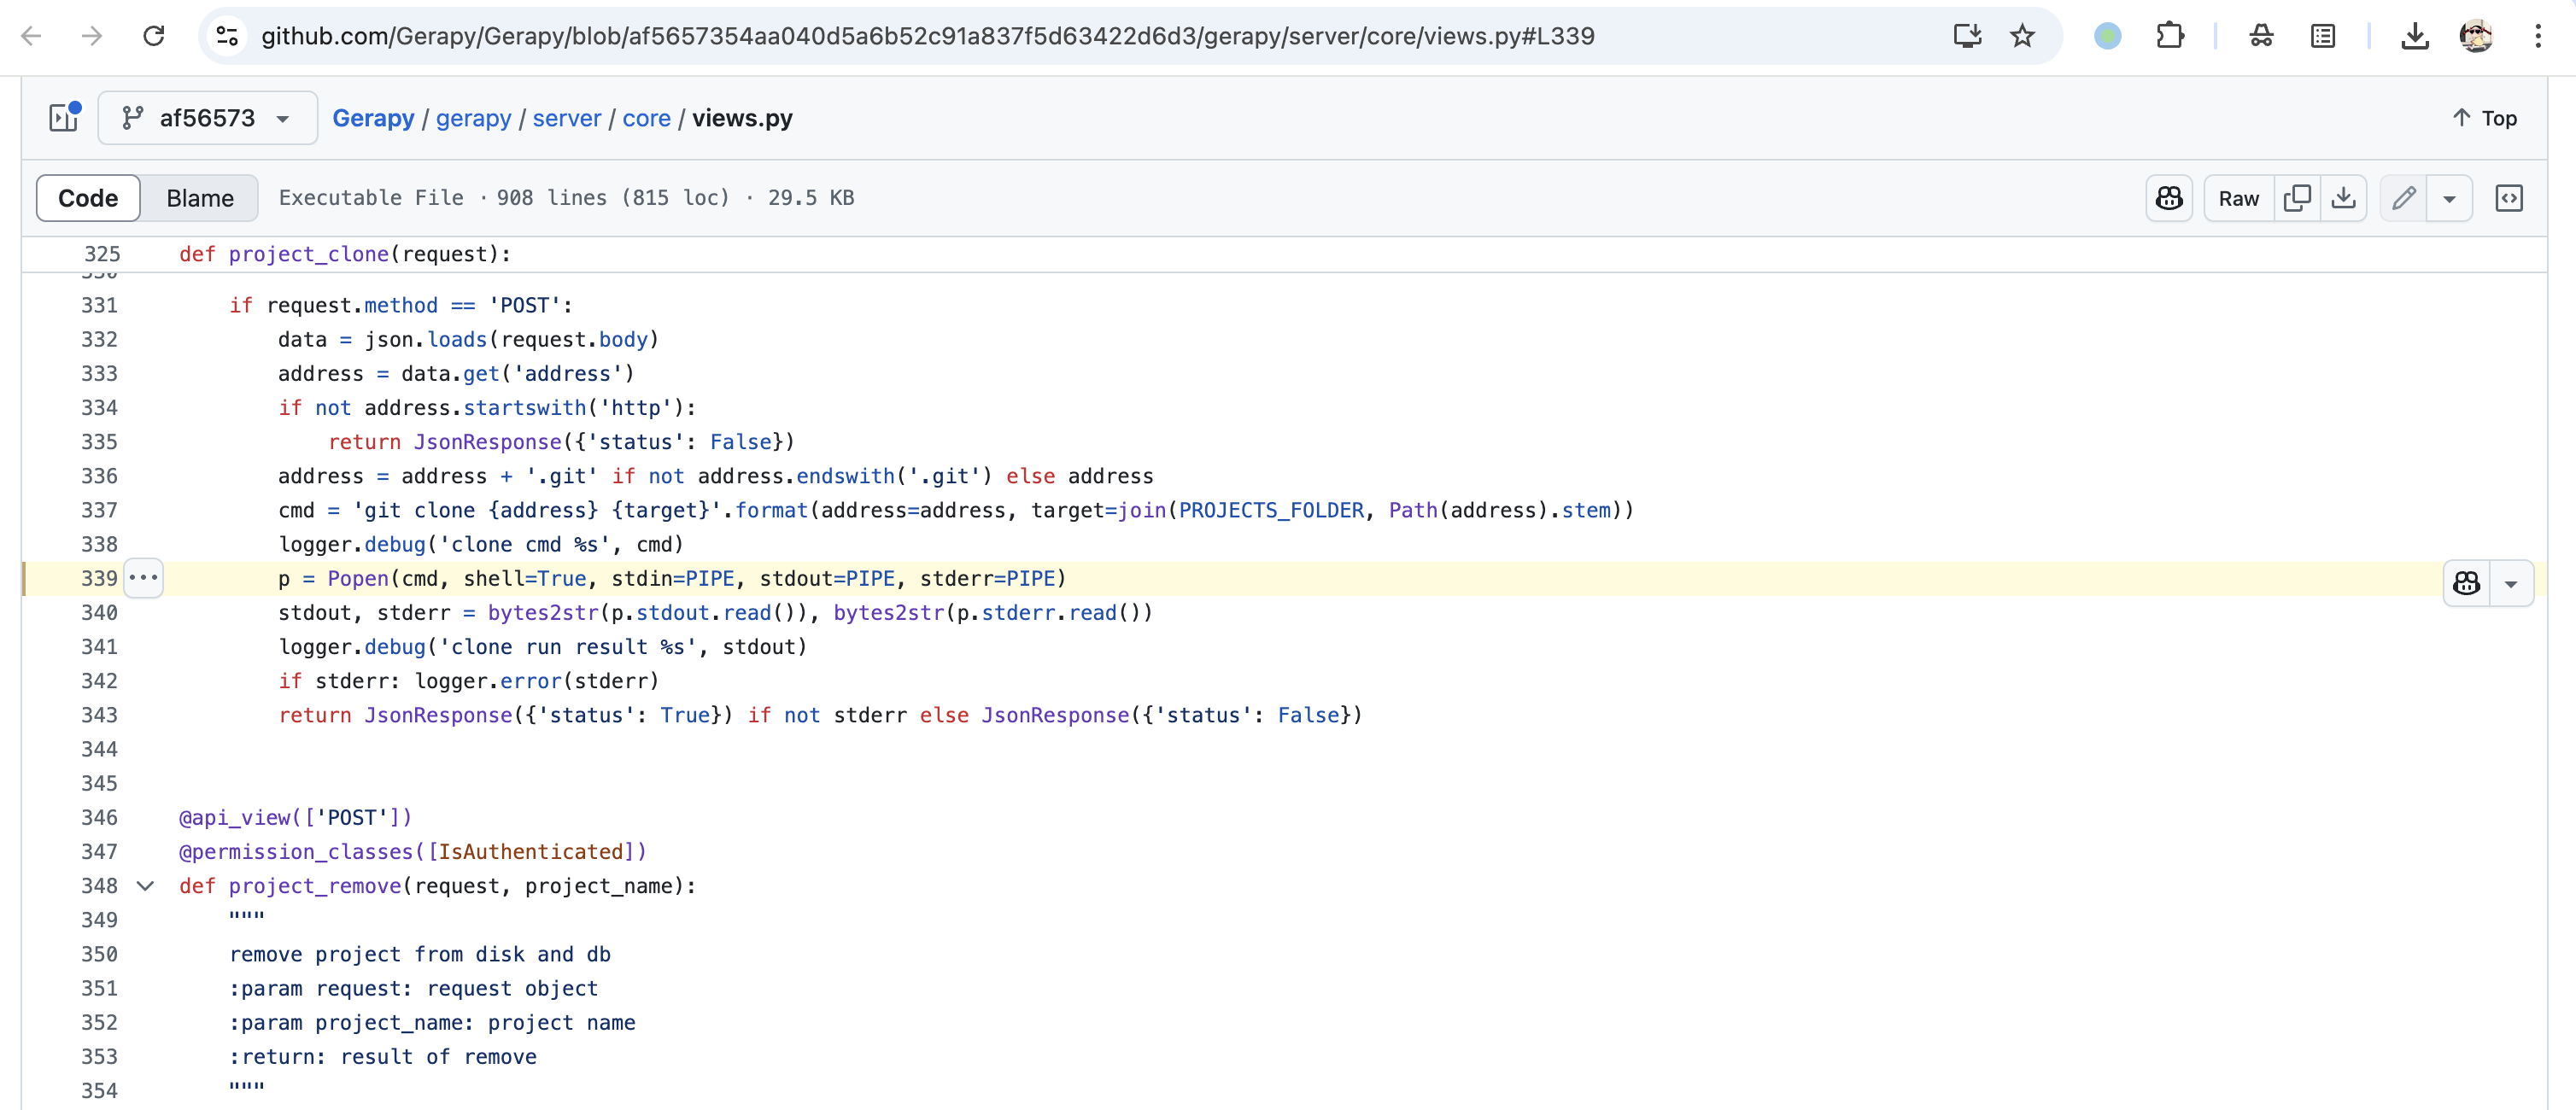 github.com/Gerapy/Gerapy/blob/af5657354aa040d5a6b52c91a837f5d63422d6d3/gerapy/server/core/views.py#L339
af56573 Gerapy / gerapy / server / core / views.py Top
Code Blame Executable File · 908 lines (815 loc) · 29.5 KB Raw
325 def project_clone(request):
330
331 if request.method == 'POST':
332 data = json.loads(request.body)
333 address = data.get('address')
334 if not address.startswith('http'):
335 return JsonResponse({'status': False})
336 address = address + '.git' if not address.endswith('.git') else address
337 cmd = 'git clone {address} {target}'.format(address=address, target=join(PROJECTS_FOLDER, Path(address).stem))
338 logger.debug('clone cmd %s', cmd)
339 p = Popen(cmd, shell=True, stdin=PIPE, stdout=PIPE, stderr=PIPE)
340 stdout, stderr = bytes2str(p.stdout.read()), bytes2str(p.stderr.read())
341 logger.debug('clone run result %s', stdout)
342 if stderr: logger.error(stderr)
343 return JsonResponse({'status': True}) if not stderr else JsonResponse({'status': False})
344
345
346 @api_view(['POST'])
347 @permission_classes([IsAuthenticated])
348 def project_remove(request, project_name):
349 """
350 remove project from disk and db
351 :param request: request object
352 :param project_name: project name
353 :return: result of remove
354 """